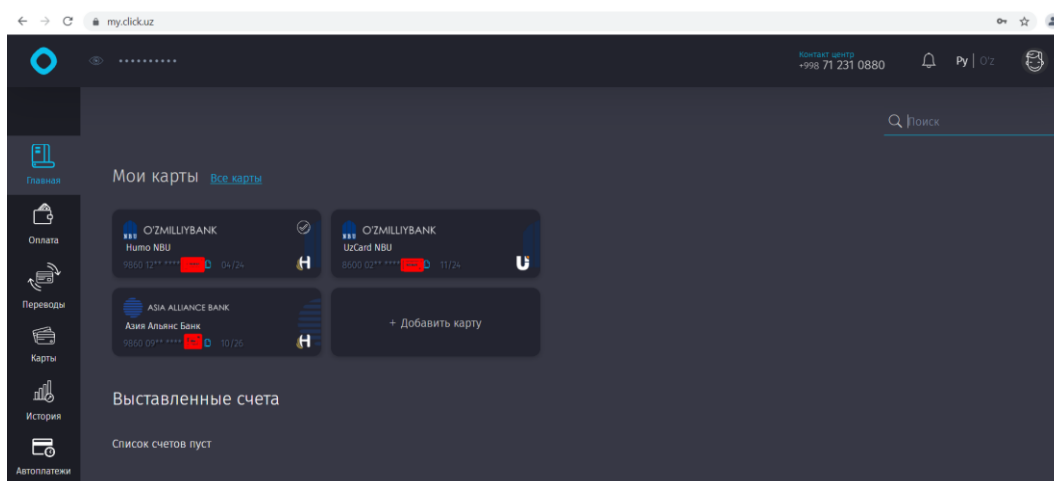 my.click.uz
Контакт центр
+998 71 231 0880
Ру | O'z
Поиск
Главная
Оплата
Переводы
Карты
История
Автоплатежи
Мои карты Все карты
O'ZMILLIYBANK
Humo NBU
9860 12** **** 04/24
O'ZMILLIYBANK
UzCard NBU
8600 02** **** 11/24
ASIA ALLIANCE BANK
Азия Альянс Банк
9860 09** **** 10/26
+ Добавить карту
Выставленные счета
Список счетов пуст